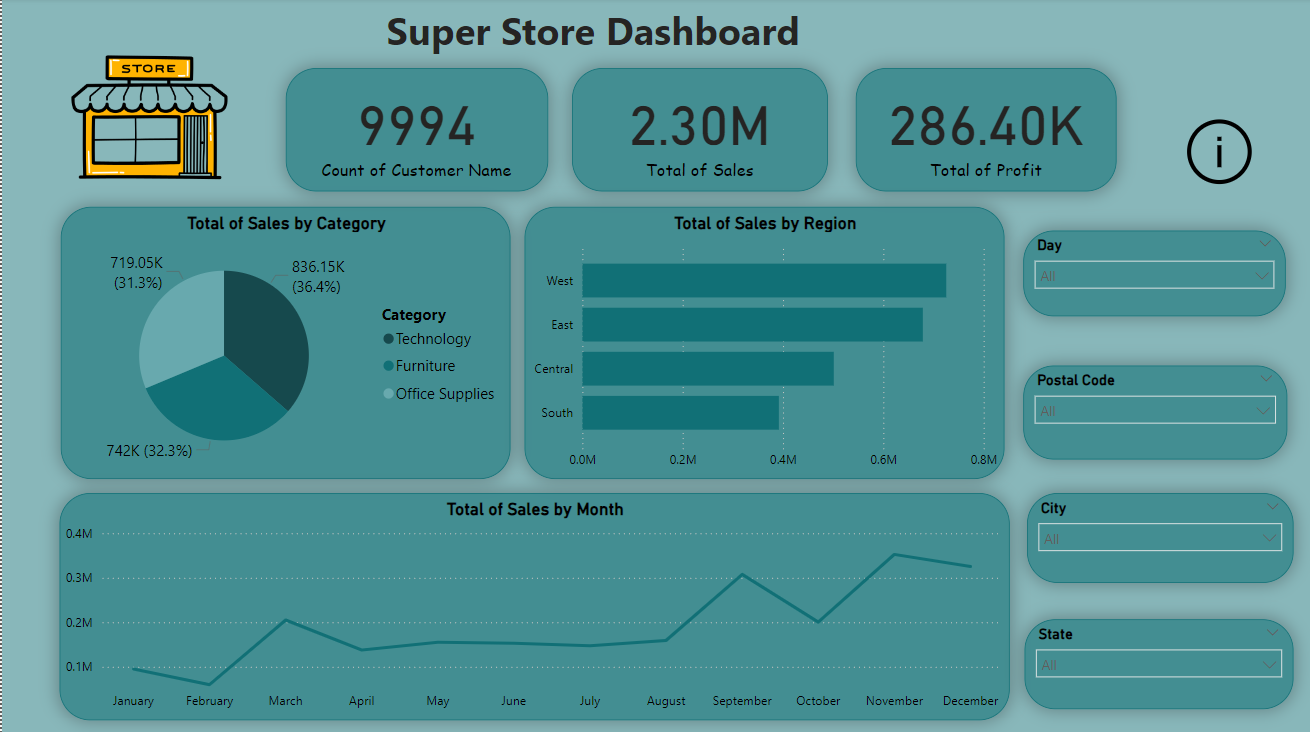 Super Store Dashboard
STORE
9994
Count of Customer Name
2.30M
Total of Sales
286.40K
Total of Profit
i
Total of Sales by Category
719.05K
(31.3%)
836.15K
(36.4%)
742K (32.3%)
Category
Technology
Furniture
Office Supplies
Total of Sales by Region
West
East
Central
South
0.0M
0.2M
0.4M
0.6M
0.8M
Day
All
Postal Code
All
City
All
State
All
Total of Sales by Month
0.4M
0.3M
0.2M
0.1M
January
February
March
April
May
June
July
August
September
October
November
December